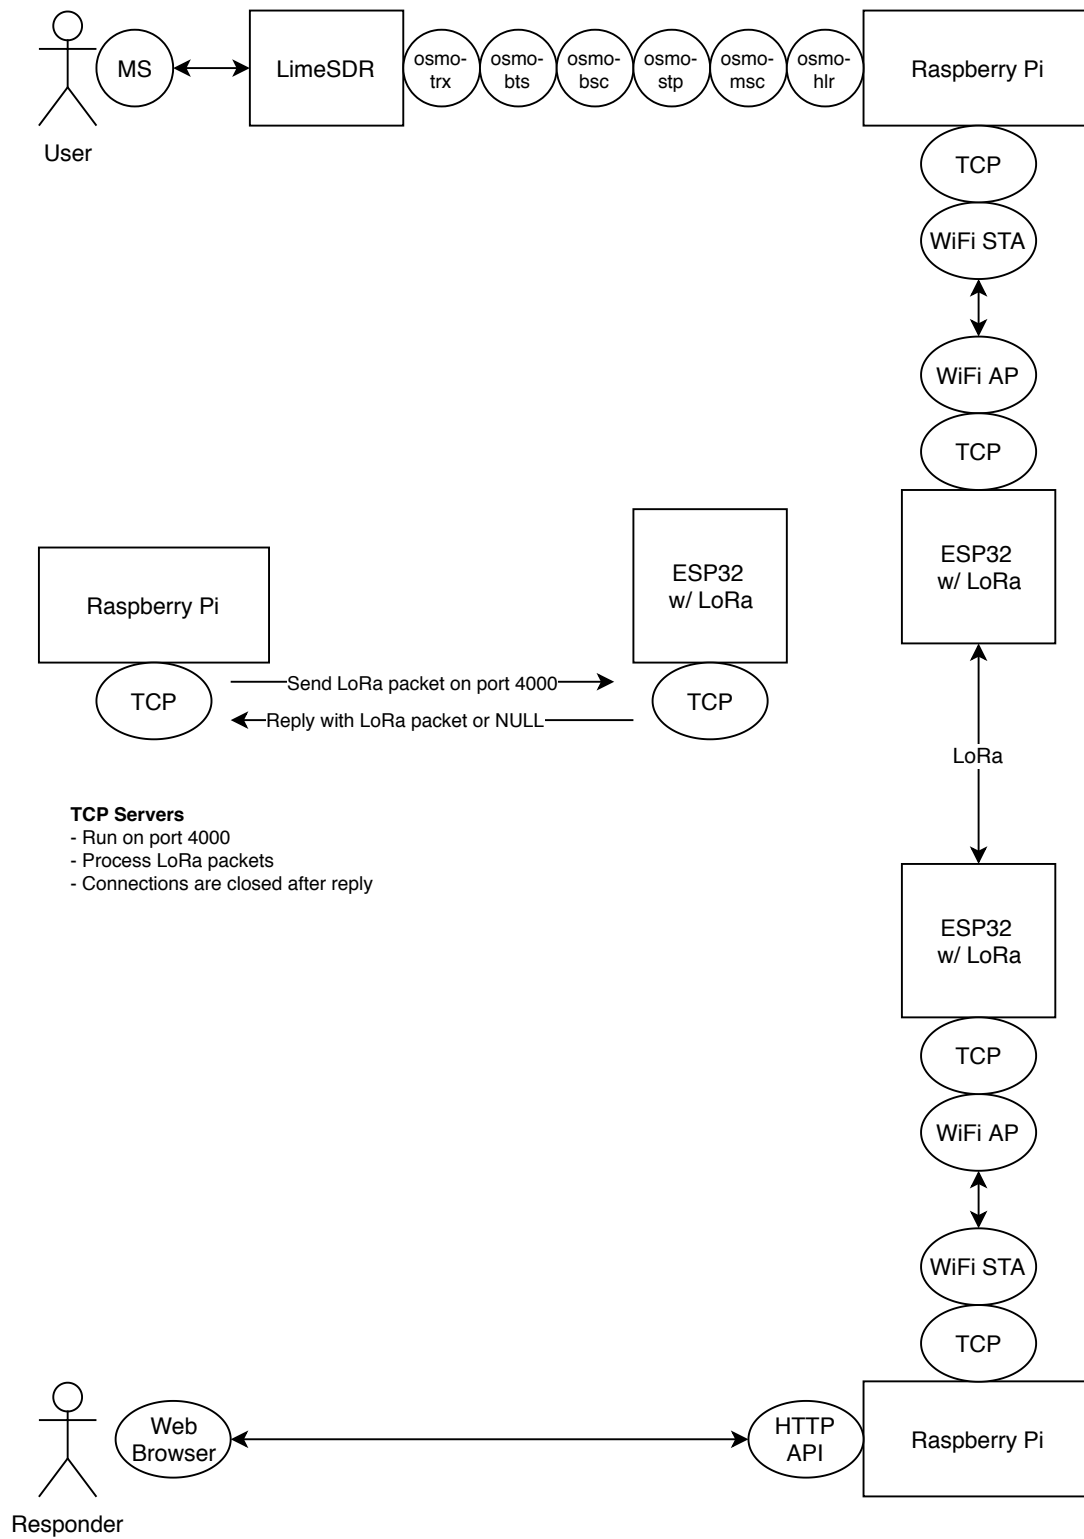 MS
LimeSDR
osmo-
trx
osmo-
bts
osmo-
bsc
osmo-
stp
osmo-
msc
osmo-
hlr
Raspberry Pi
User
TCP
WiFi STA
WiFi AP
TCP
ESP32
w/ LoRa
ESP32
w/ LoRa
Raspberry Pi
TCP
Send LoRa packet on port 4000
Reply with LoRa packet or NULL
TCP
LoRa
TCP Servers
- Run on port 4000
- Process LoRa packets
- Connections are closed after reply
ESP32
w/ LoRa
TCP
WiFi AP
WiFi STA
TCP
Web
Browser
HTTP
API
Raspberry Pi
Responder